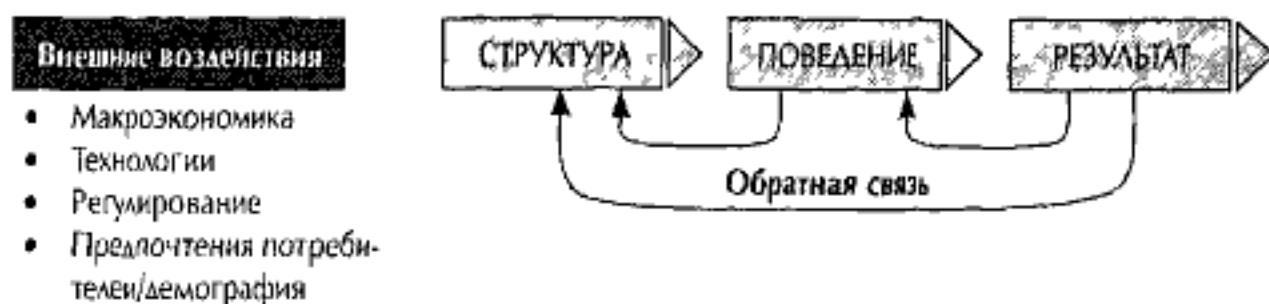 Внешние воздействия
• Макроэкономика
• Технологии
• Регулирование
• Предпочтения потреби-
телей/демография
СТРУКТУРА
ПОВЕДЕНИЕ
РЕЗУЛЬТАТ
Обратная связь